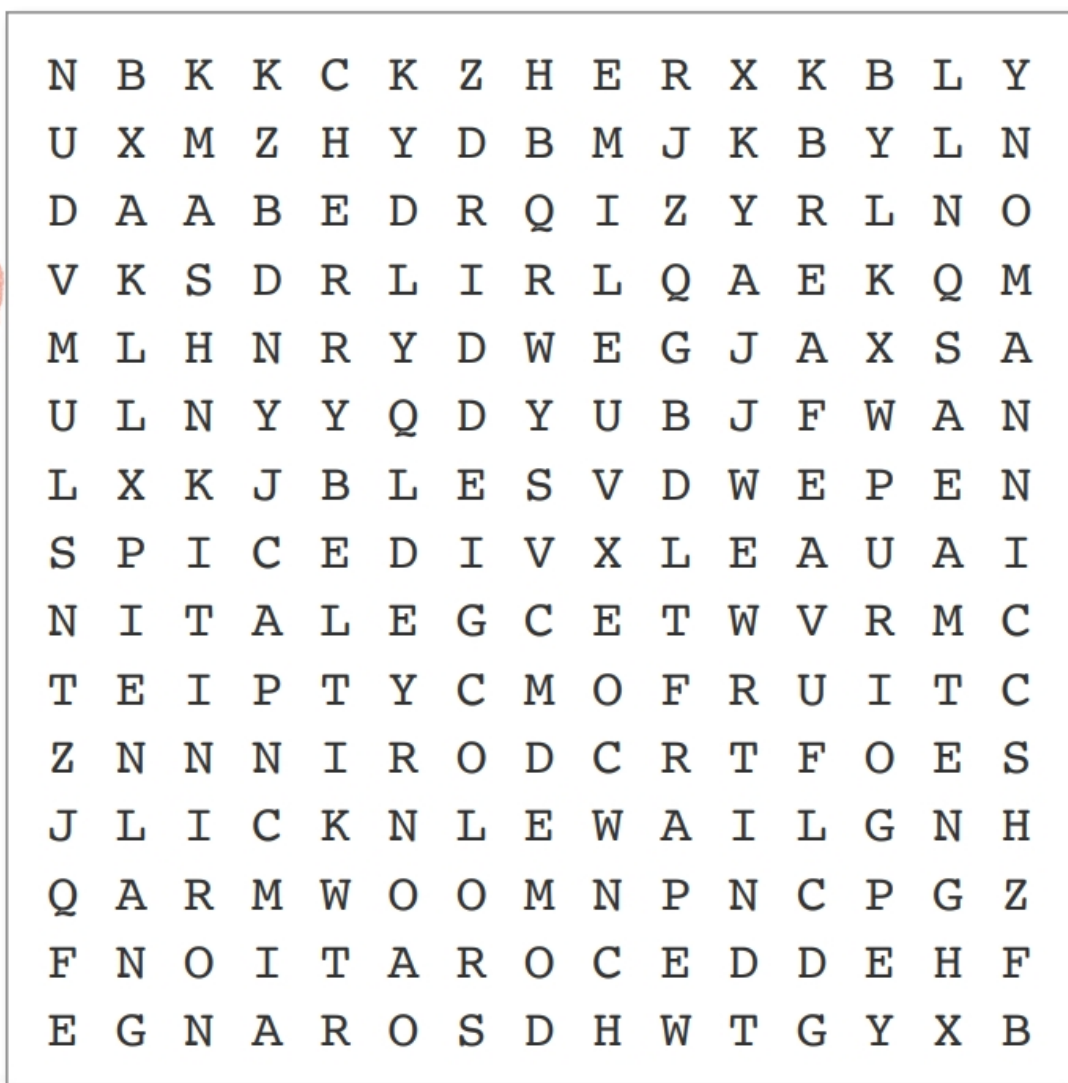 N B K K C K Z H E R X K B L Y
U X M Z H Y D B M J K B Y L N
D A A B E D R Q I Z Y R L N O
V K S D R L I R L Q A E K Q M
M L H N R Y D W E G J A X S A
U L N Y Y Q D Y U B J F W A N
L X K J B L E S V D W E P E N
S P I C E D I V X L E A U A I
N I T A L E G C E T W V R M C
T E I P T Y C M O F R U I T C
Z N N N I R O D C R T F O E S
J L I C K N L E W A I L G N H
Q A R M W O O M N P N C P G Z
F N O I T A R O C E D D E H F
E G N A R O S D H W T G Y X B